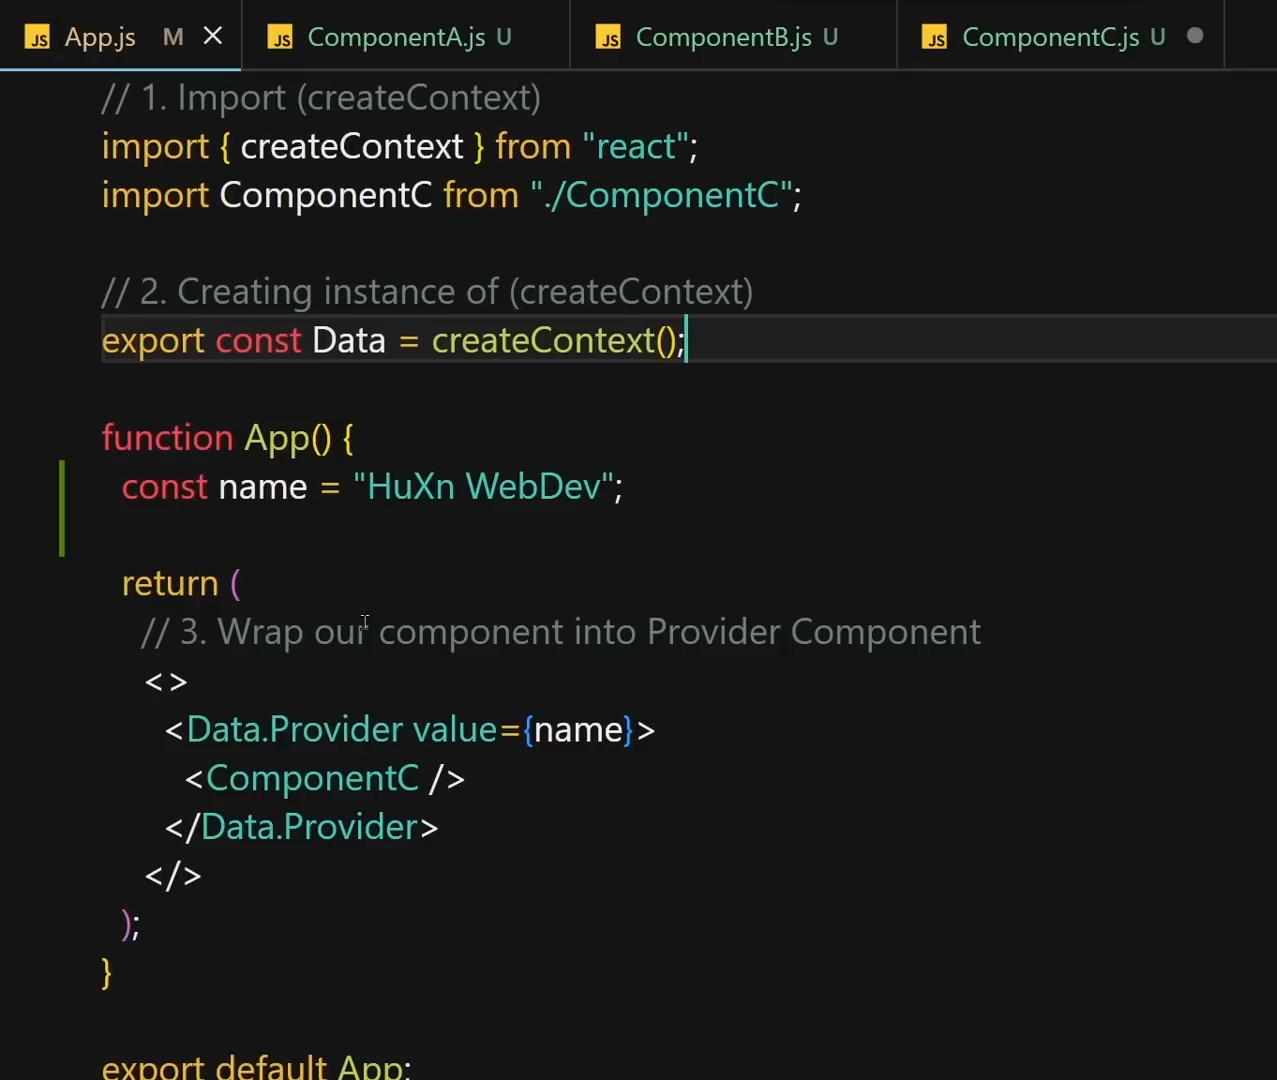 JS App.js M ×
JS ComponentA.js U
JS ComponentB.js U
JS ComponentC.js U
// 1. Import (createContext)
import { createContext } from "react";
import ComponentC from "./ComponentC";
// 2. Creating instance of (createContext)
export const Data = createContext();
function App() {
const name = "HuXn WebDev";
return (
// 3. Wrap our component into Provider Component
<>
<Data.Provider value={name}>
<ComponentC />
</Data.Provider>
</>
);
}
export default App;